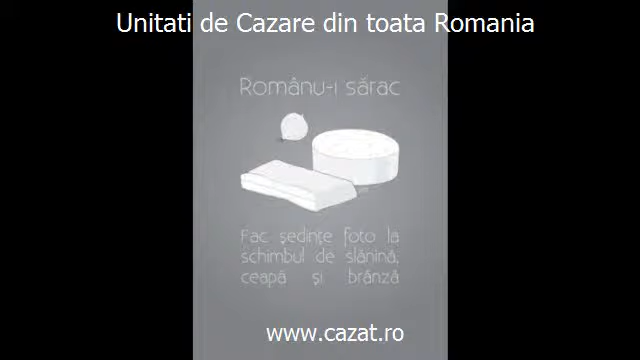 Unitati de Cazare din toata Romania
Românu-i sărac
Fac ședințe foto la
schimbul de slănină,
ceapă și brânză
www.cazat.ro